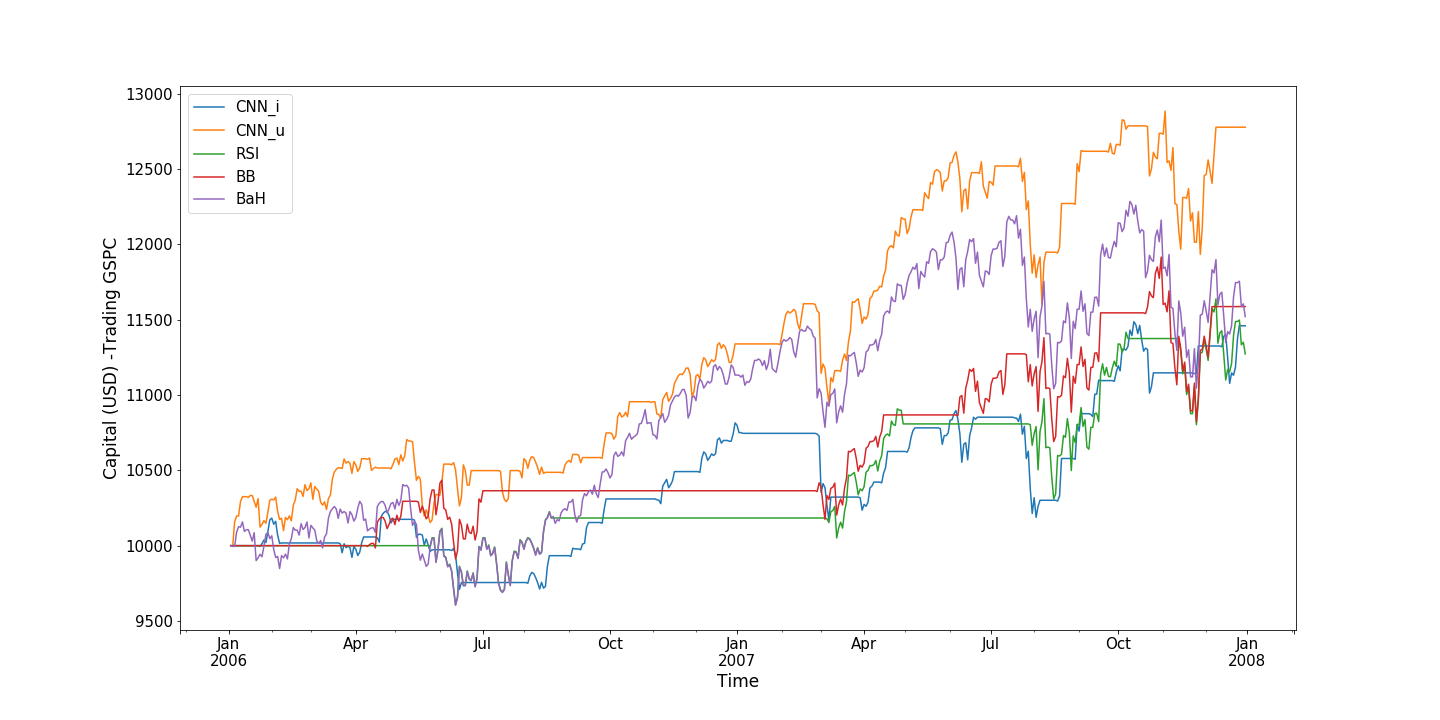 Capital (USD) -Trading GSPC
13000
12500
12000
11500
11000
10500
10000
9500
CNN_i
CNN_u
RSI
BB
BaH
Jan Apr Jul Oct Jan Apr Jul Oct Jan
2006 2007 2008
Time